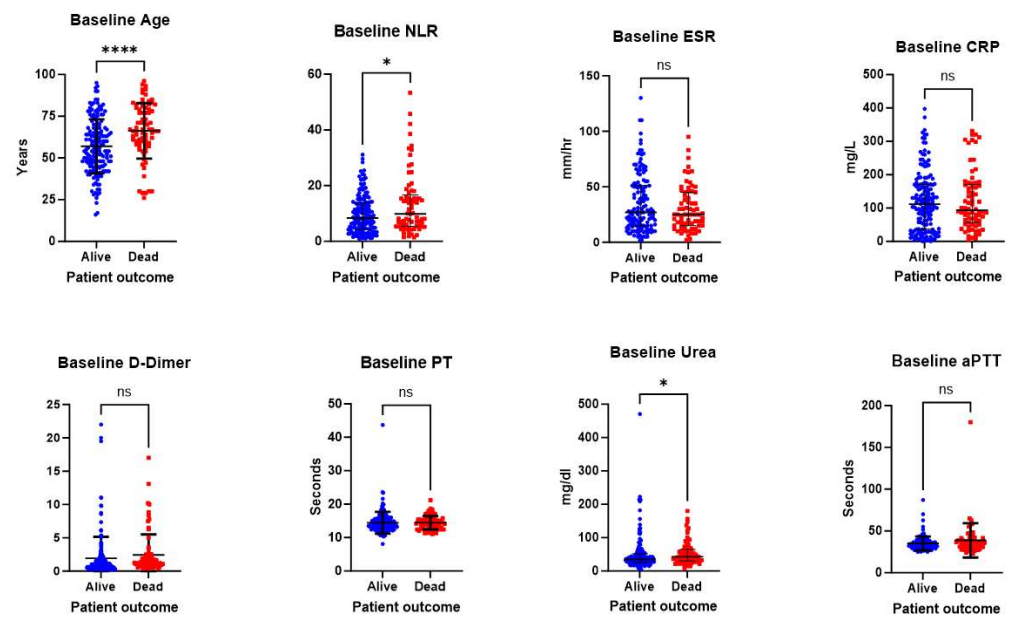 Baseline Age
****
Years
100
75
50
25
0
Alive Dead
Patient outcome
Baseline NLR
*
60
40
20
0
Alive Dead
Patient outcome
Baseline ESR
ns
mm/hr
150
100
50
0
Alive Dead
Patient outcome
Baseline CRP
ns
mg/L
500
400
300
200
100
0
Alive Dead
Patient outcome
Baseline D-Dimer
ns
25
20
15
10
5
0
Alive Dead
Patient outcome
Baseline PT
ns
Seconds
50
40
30
20
10
0
Alive Dead
Patient outcome
Baseline Urea
*
mg/dl
500
400
300
200
100
50
0
Alive Dead
Patient outcome
Baseline aPTT
ns
Seconds
200
150
100
50
0
Alive Dead
Patient outcome